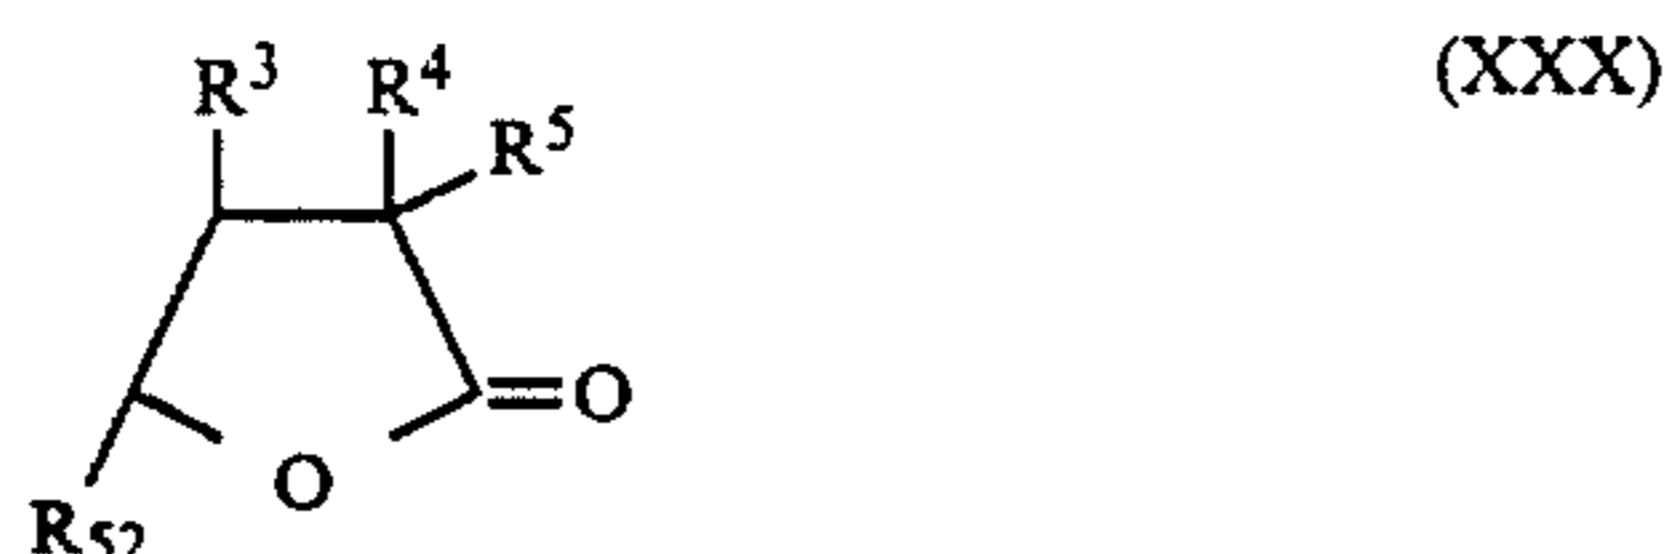 R³ R⁴ (XXX)
R⁵
O
O
R₅₂